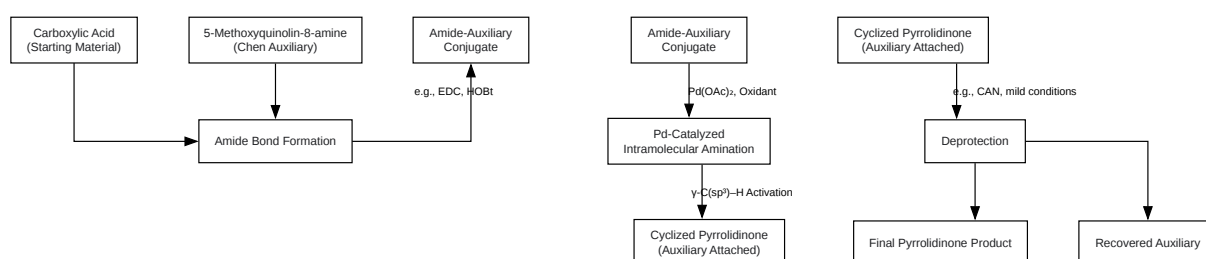 Carboxylic Acid
(Starting Material)
5-Methoxyquinolin-8-amine
(Chen Auxiliary)
Amide-Auxiliary
Conjugate
e.g., EDC, HOBt
Amide Bond Formation
Amide-Auxiliary
Conjugate
Pd(OAc)₂, Oxidant
Pd-Catalyzed
Intramolecular Amination
γ-C(sp³)–H Activation
Cyclized Pyrrolidinone
(Auxiliary Attached)
Cyclized Pyrrolidinone
(Auxiliary Attached)
e.g., CAN, mild conditions
Deprotection
Final Pyrrolidinone Product
Recovered Auxiliary